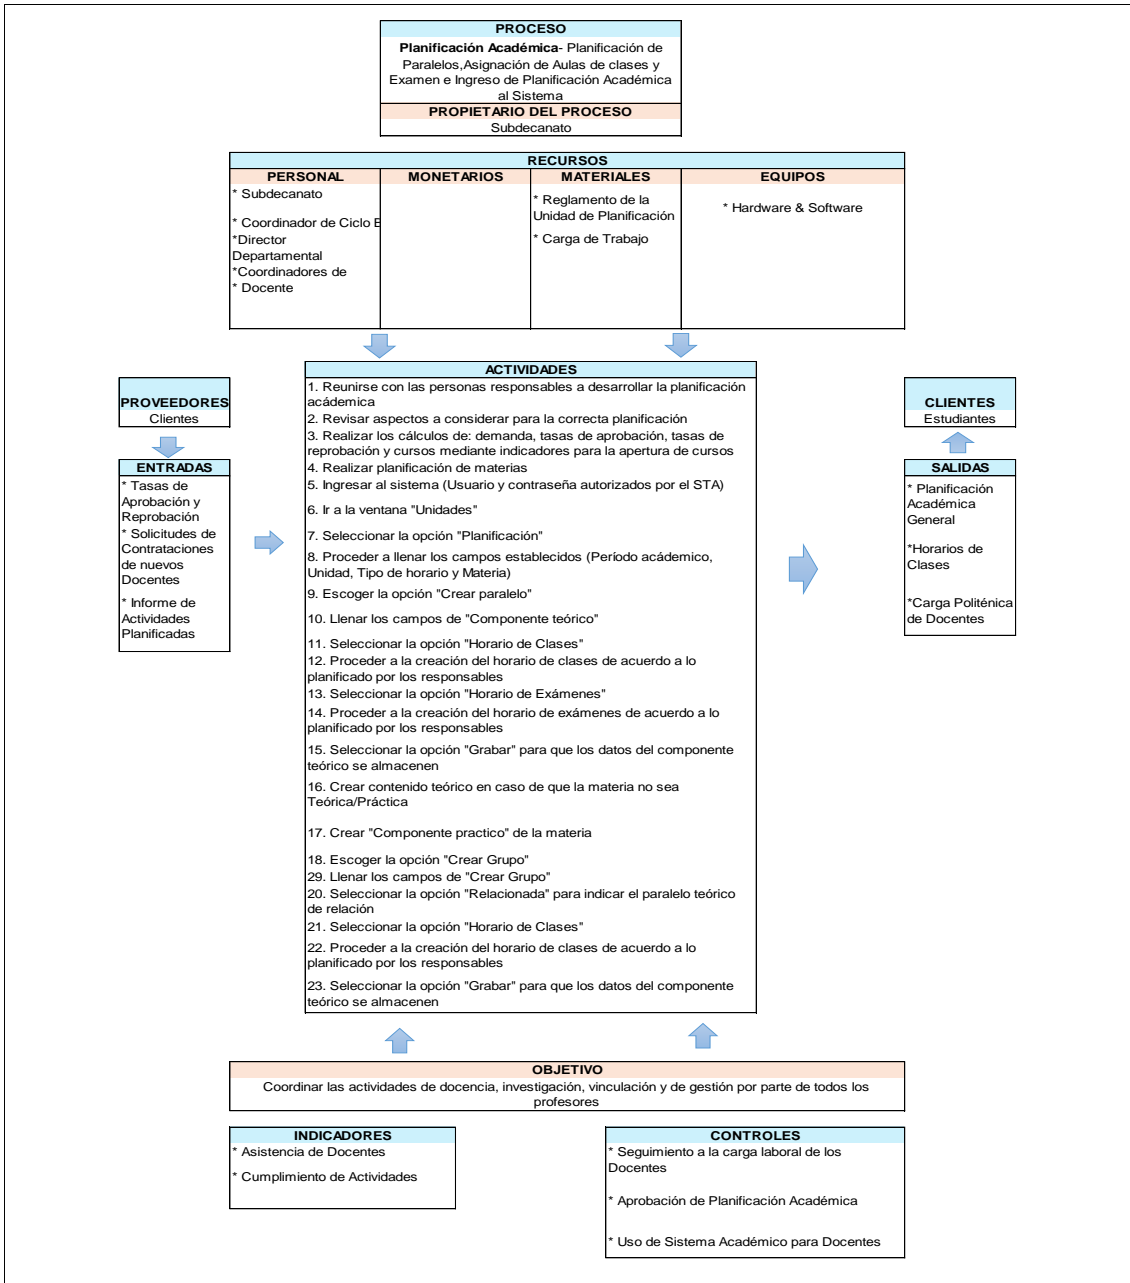 PROCESO
Planificación Académica- Planificación de
Paralelos,Asignación de Aulas de clases y
Examen e Ingreso de Planificación Académica
al Sistema
PROPIETARIO DEL PROCESO
Subdecanato
RECURSOS
PERSONAL
* Subdecanato
* Coordinador de Ciclo B
*Director
Departamental
*Coordinadores de
* Docente
MONETARIOS
MATERIALES
* Reglamento de la
Unidad de Planificación
* Carga de Trabajo
EQUIPOS
* Hardware & Software
PROVEEDORES
Clientes
ENTRADAS
* Tasas de
Aprobación y
Reprobación
* Solicitudes de
Contrataciones
de nuevos
Docentes
* Informe de
Actividades
Planificadas
ACTIVIDADES
1. Reunirse con las personas responsables a desarrollar la planificación
acádemica
2. Revisar aspectos a considerar para la correcta planificación
3. Realizar los cálculos de: demanda, tasas de aprobación, tasas de
reprobación y cursos mediante indicadores para la apertura de cursos
4. Realizar planificación de materias
5. Ingresar al sistema (Usuario y contraseña autorizados por el STA)
6. Ir a la ventana "Unidades"
7. Seleccionar la opción "Planificación"
8. Proceder a llenar los campos establecidos (Período acádemico,
Unidad, Tipo de horario y Materia)
9. Escoger la opción "Crear paralelo"
10. Llenar los campos de "Componente teórico"
11. Seleccionar la opción "Horario de Clases"
12. Proceder a la creación del horario de clases de acuerdo a lo
planificado por los responsables
13. Seleccionar la opción "Horario de Exámenes"
14. Proceder a la creación del horario de exámenes de acuerdo a lo
planificado por los responsables
15. Seleccionar la opción "Grabar" para que los datos del componente
teórico se almacenen
16. Crear contenido teórico en caso de que la materia no sea
Teórica/Práctica
17. Crear "Componente practico" de la materia
18. Escoger la opción "Crear Grupo"
29. Llenar los campos de "Crear Grupo"
20. Seleccionar la opción "Relacionada" para indicar el paralelo teórico
de relación
21. Seleccionar la opción "Horario de Clases"
22. Proceder a la creación del horario de clases de acuerdo a lo
planificado por los responsables
23. Seleccionar la opción "Grabar" para que los datos del componente
teórico se almacenen
CLIENTES
Estudiantes
SALIDAS
* Planificación
Académica
General
*Horarios de
Clases
*Carga Politénica
de Docentes
OBJETIVO
Coordinar las actividades de docencia, investigación, vinculación y de gestión por parte de todos los
profesores
INDICADORES
* Asistencia de Docentes
* Cumplimiento de Actividades
CONTROLES
* Seguimiento a la carga laboral de los
Docentes
* Aprobación de Planificación Académica
* Uso de Sistema Académico para Docentes